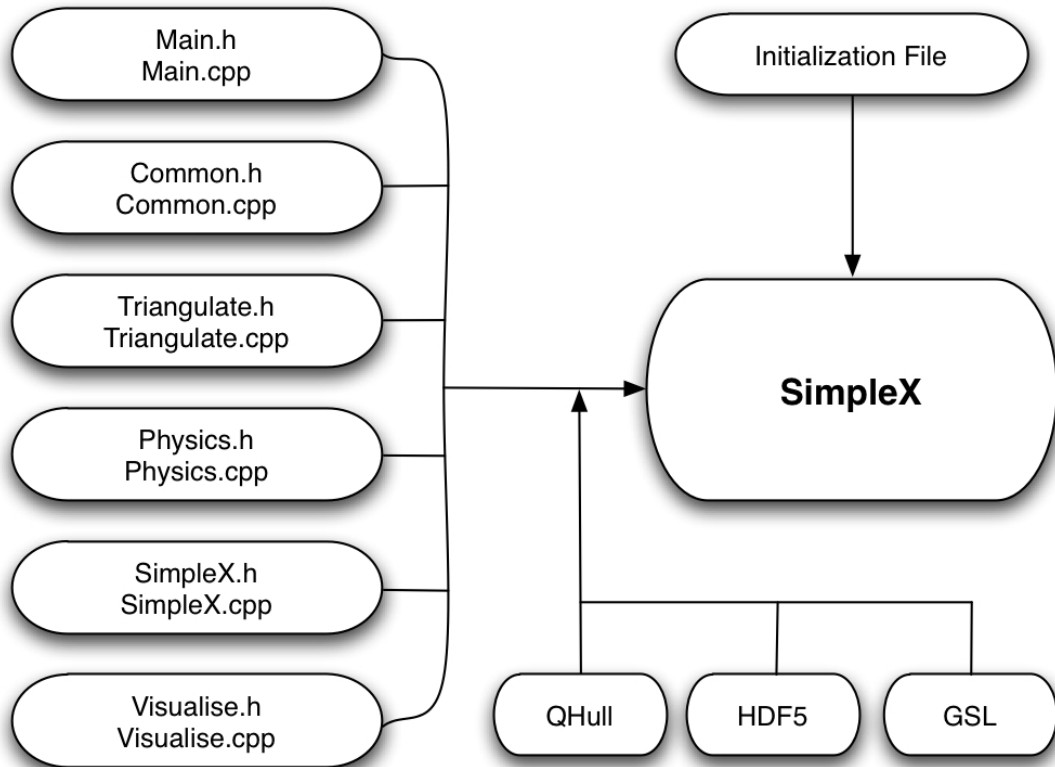 Main.h
Main.cpp
Initialization File
Common.h
Common.cpp
Triangulate.h
Triangulate.cpp
SimpleX
Physics.h
Physics.cpp
SimpleX.h
SimpleX.cpp
Visualise.h
Visualise.cpp
QHull
HDF5
GSL